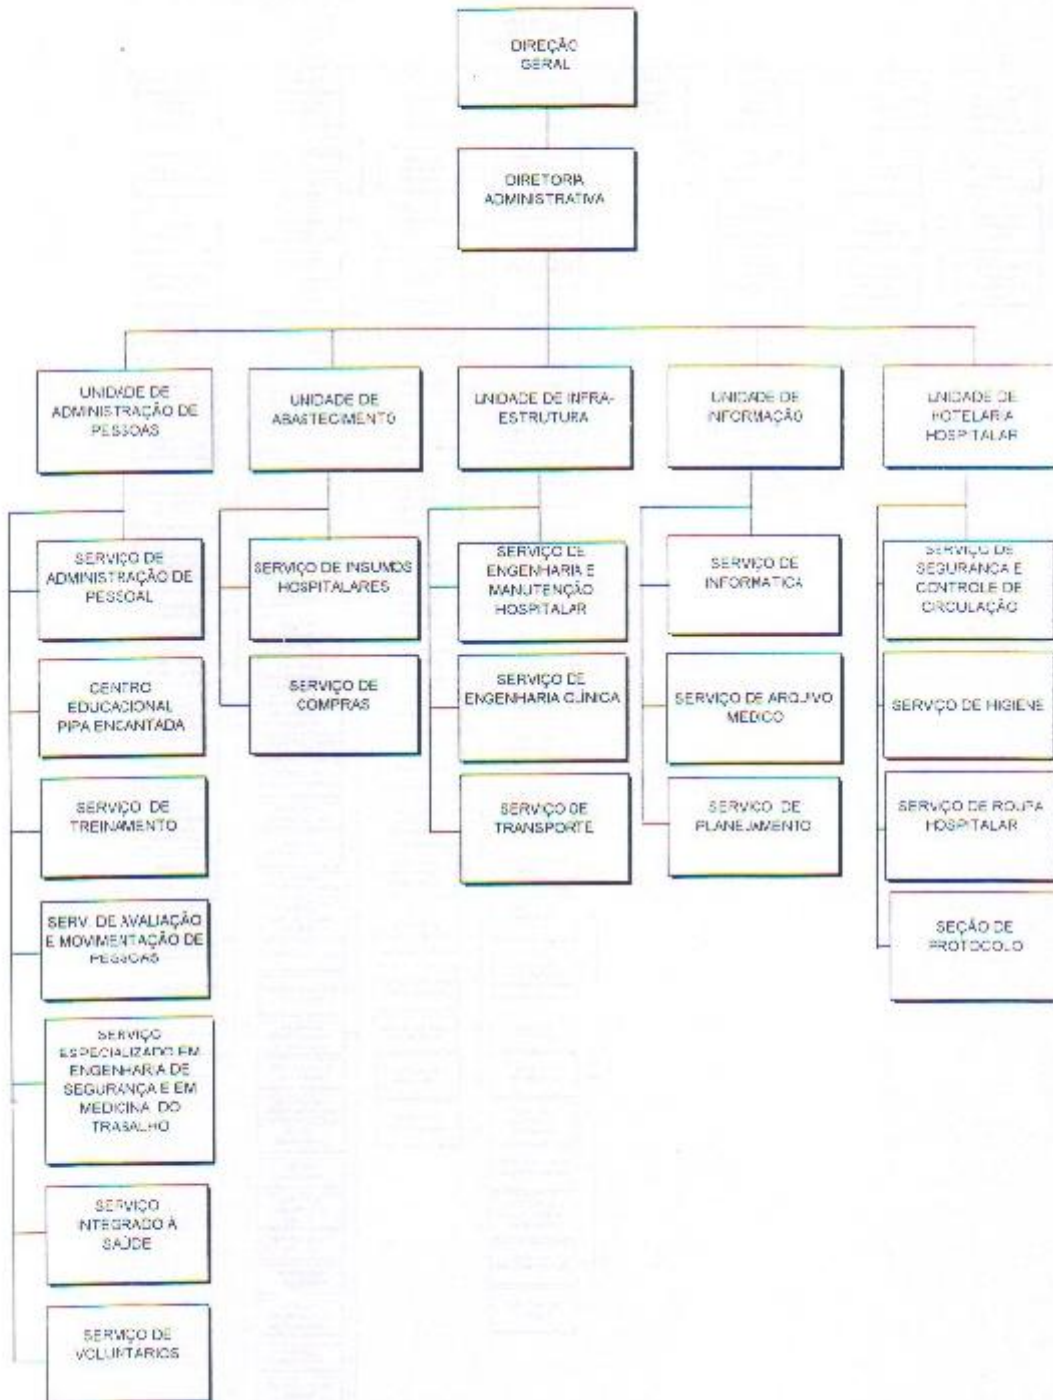 DIREÇÃO
GERAL
DIRETORIA
ADMINISTRATIVA
UNIDADE DE
ADMINISTRAÇÃO DE
PESSOAS
UNIDADE DE
ABASTECIMENTO
UNIDADE DE INFRA-
ESTRUTURA
UNIDADE DE
INFORMAÇÃO
UNIDADE DE
HOTELARIA
HOSPITALAR
SERVIÇO DE
ADMINISTRAÇÃO DE
PESSOAL
CENTRO
EDUCACIONAL
PIPA ENCANTADA
SERVIÇO DE
TREINAMENTO
SERV. DE AVALIAÇÃO
E MOVIMENTAÇÃO DE
PESSOAS
SERVIÇO
ESPECIALIZADO EM
ENGENHARIA DE
SEGURANÇA E EM
MEDICINA DO
TRABALHO
SERVIÇO
INTEGRADO À
SAÚDE
SERVIÇO DE
VOLUNTÁRIOS
SERVIÇO DE INSUMOS
HOSPITALARES
SERVIÇO DE
COMPRAS
SERVIÇO DE
ENGENHARIA E
MANUTENÇÃO
HOSPITALAR
SERVIÇO DE
ENGENHARIA CLÍNICA
SERVIÇO DE
TRANSPORTE
SERVIÇO DE
INFORMATICA
SERVIÇO DE ARQUIVO
MEDICO
SERVICO DE
PLANEJAMENTO
SERVIÇO DE
SEGURANÇA E
CONTROLE DE
CIRCULAÇÃO
SERVIÇO DE HIGIENE
SERVIÇO DE ROUPA
HOSPITALAR
SEÇÃO DE
PROTOCOLO